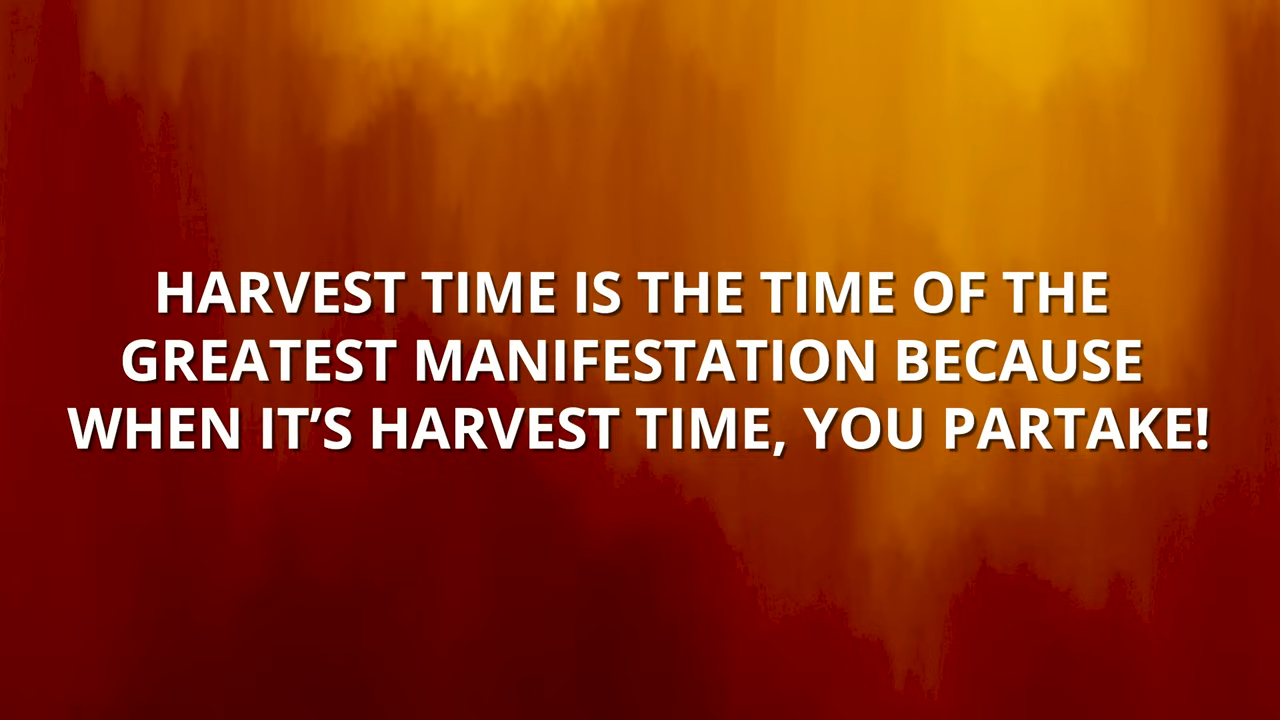 HARVEST TIME IS THE TIME OF THE
GREATEST MANIFESTATION BECAUSE
WHEN IT’S HARVEST TIME, YOU PARTAKE!